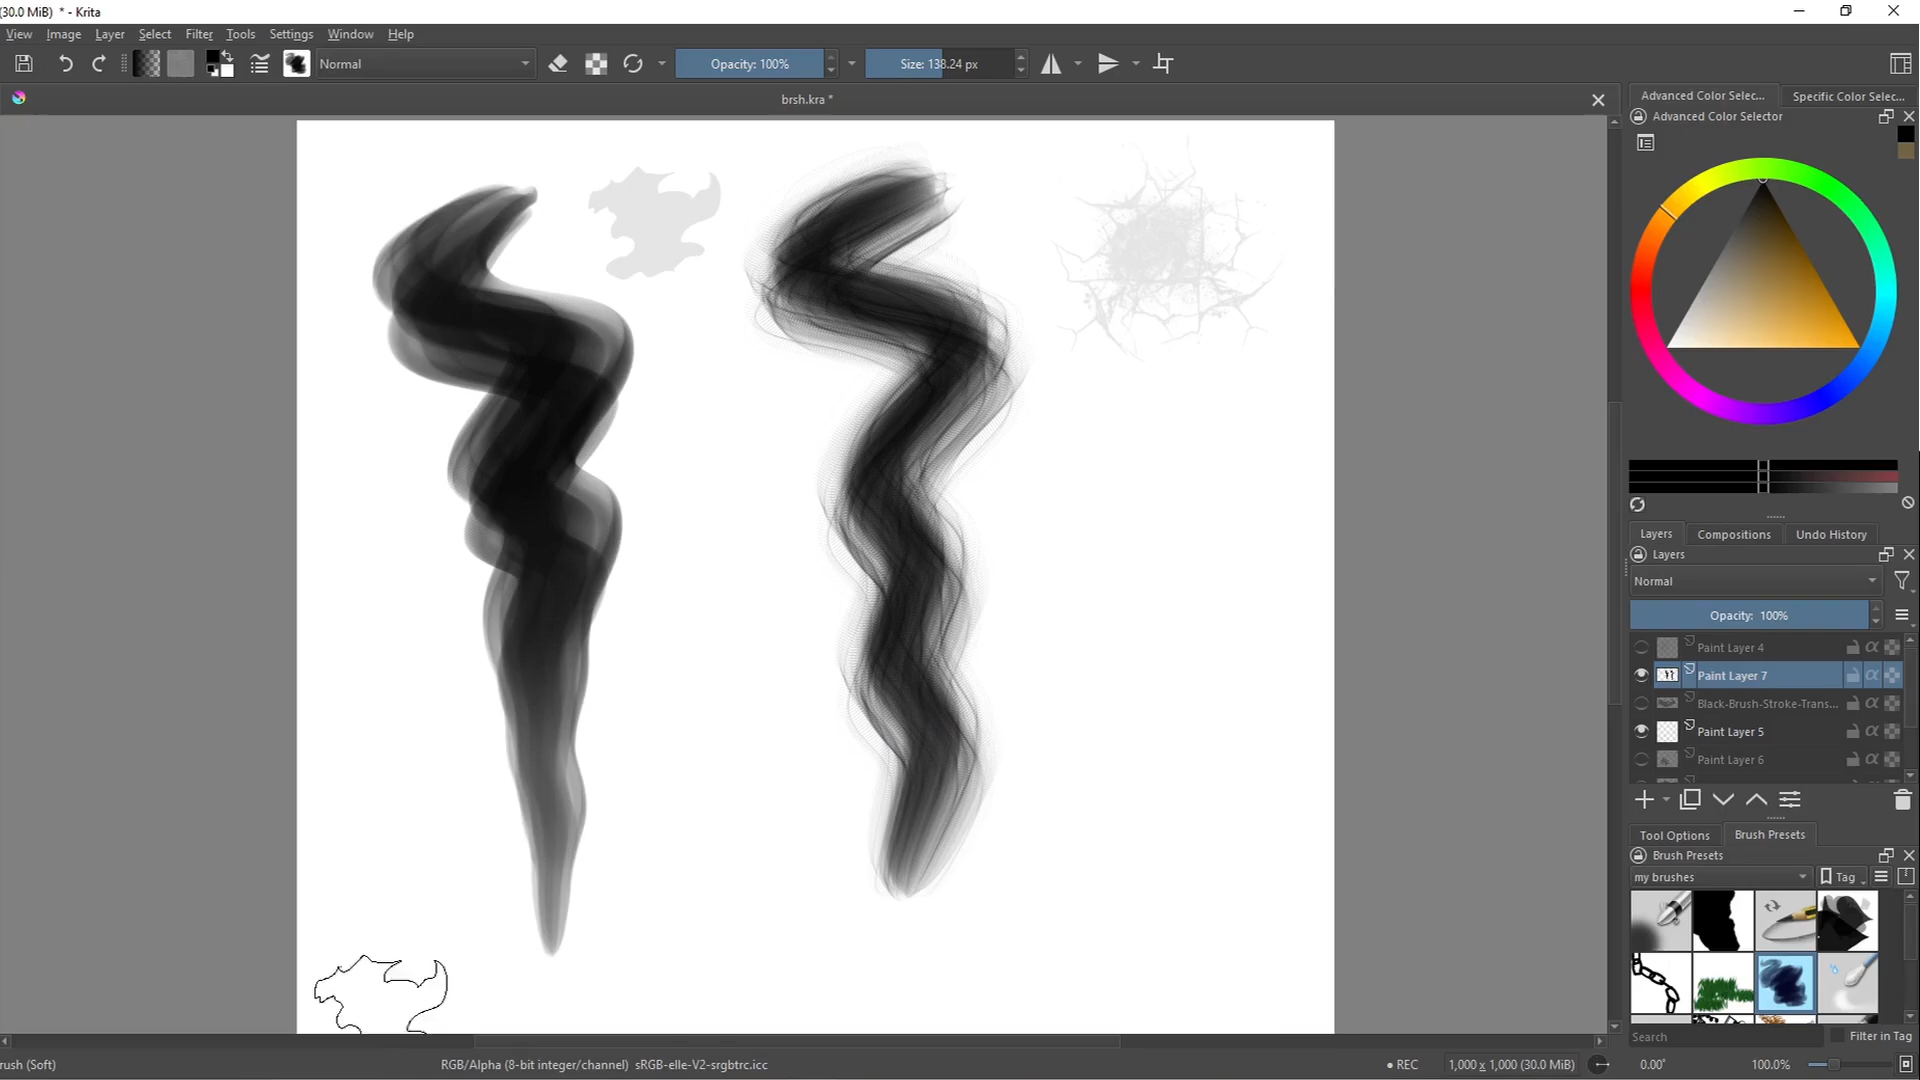 (30.0 MiB) * - Krita
View Image Layer Select Filter Tools Settings Window Help
Normal Opacity: 100% Size: 138.24 px
brsh.kra *
Advanced Color Selec... Specific Color Selec...
Advanced Color Selector
Layers Compositions Undo History
Layers
Normal
Opacity: 100%
Paint Layer 4
Paint Layer 7
Black-Brush-Stroke-Trans...
Paint Layer 5
Paint Layer 6
Tool Options Brush Presets
Brush Presets
my brushes Tag
Search Filter in Tag
rush (Soft) RGB/Alpha (8-bit integer/channel) sRGB-elle-V2-srgbtrc.icc REC 1,000 x 1,000 (30.0 MiB) 0.00° 100.0%